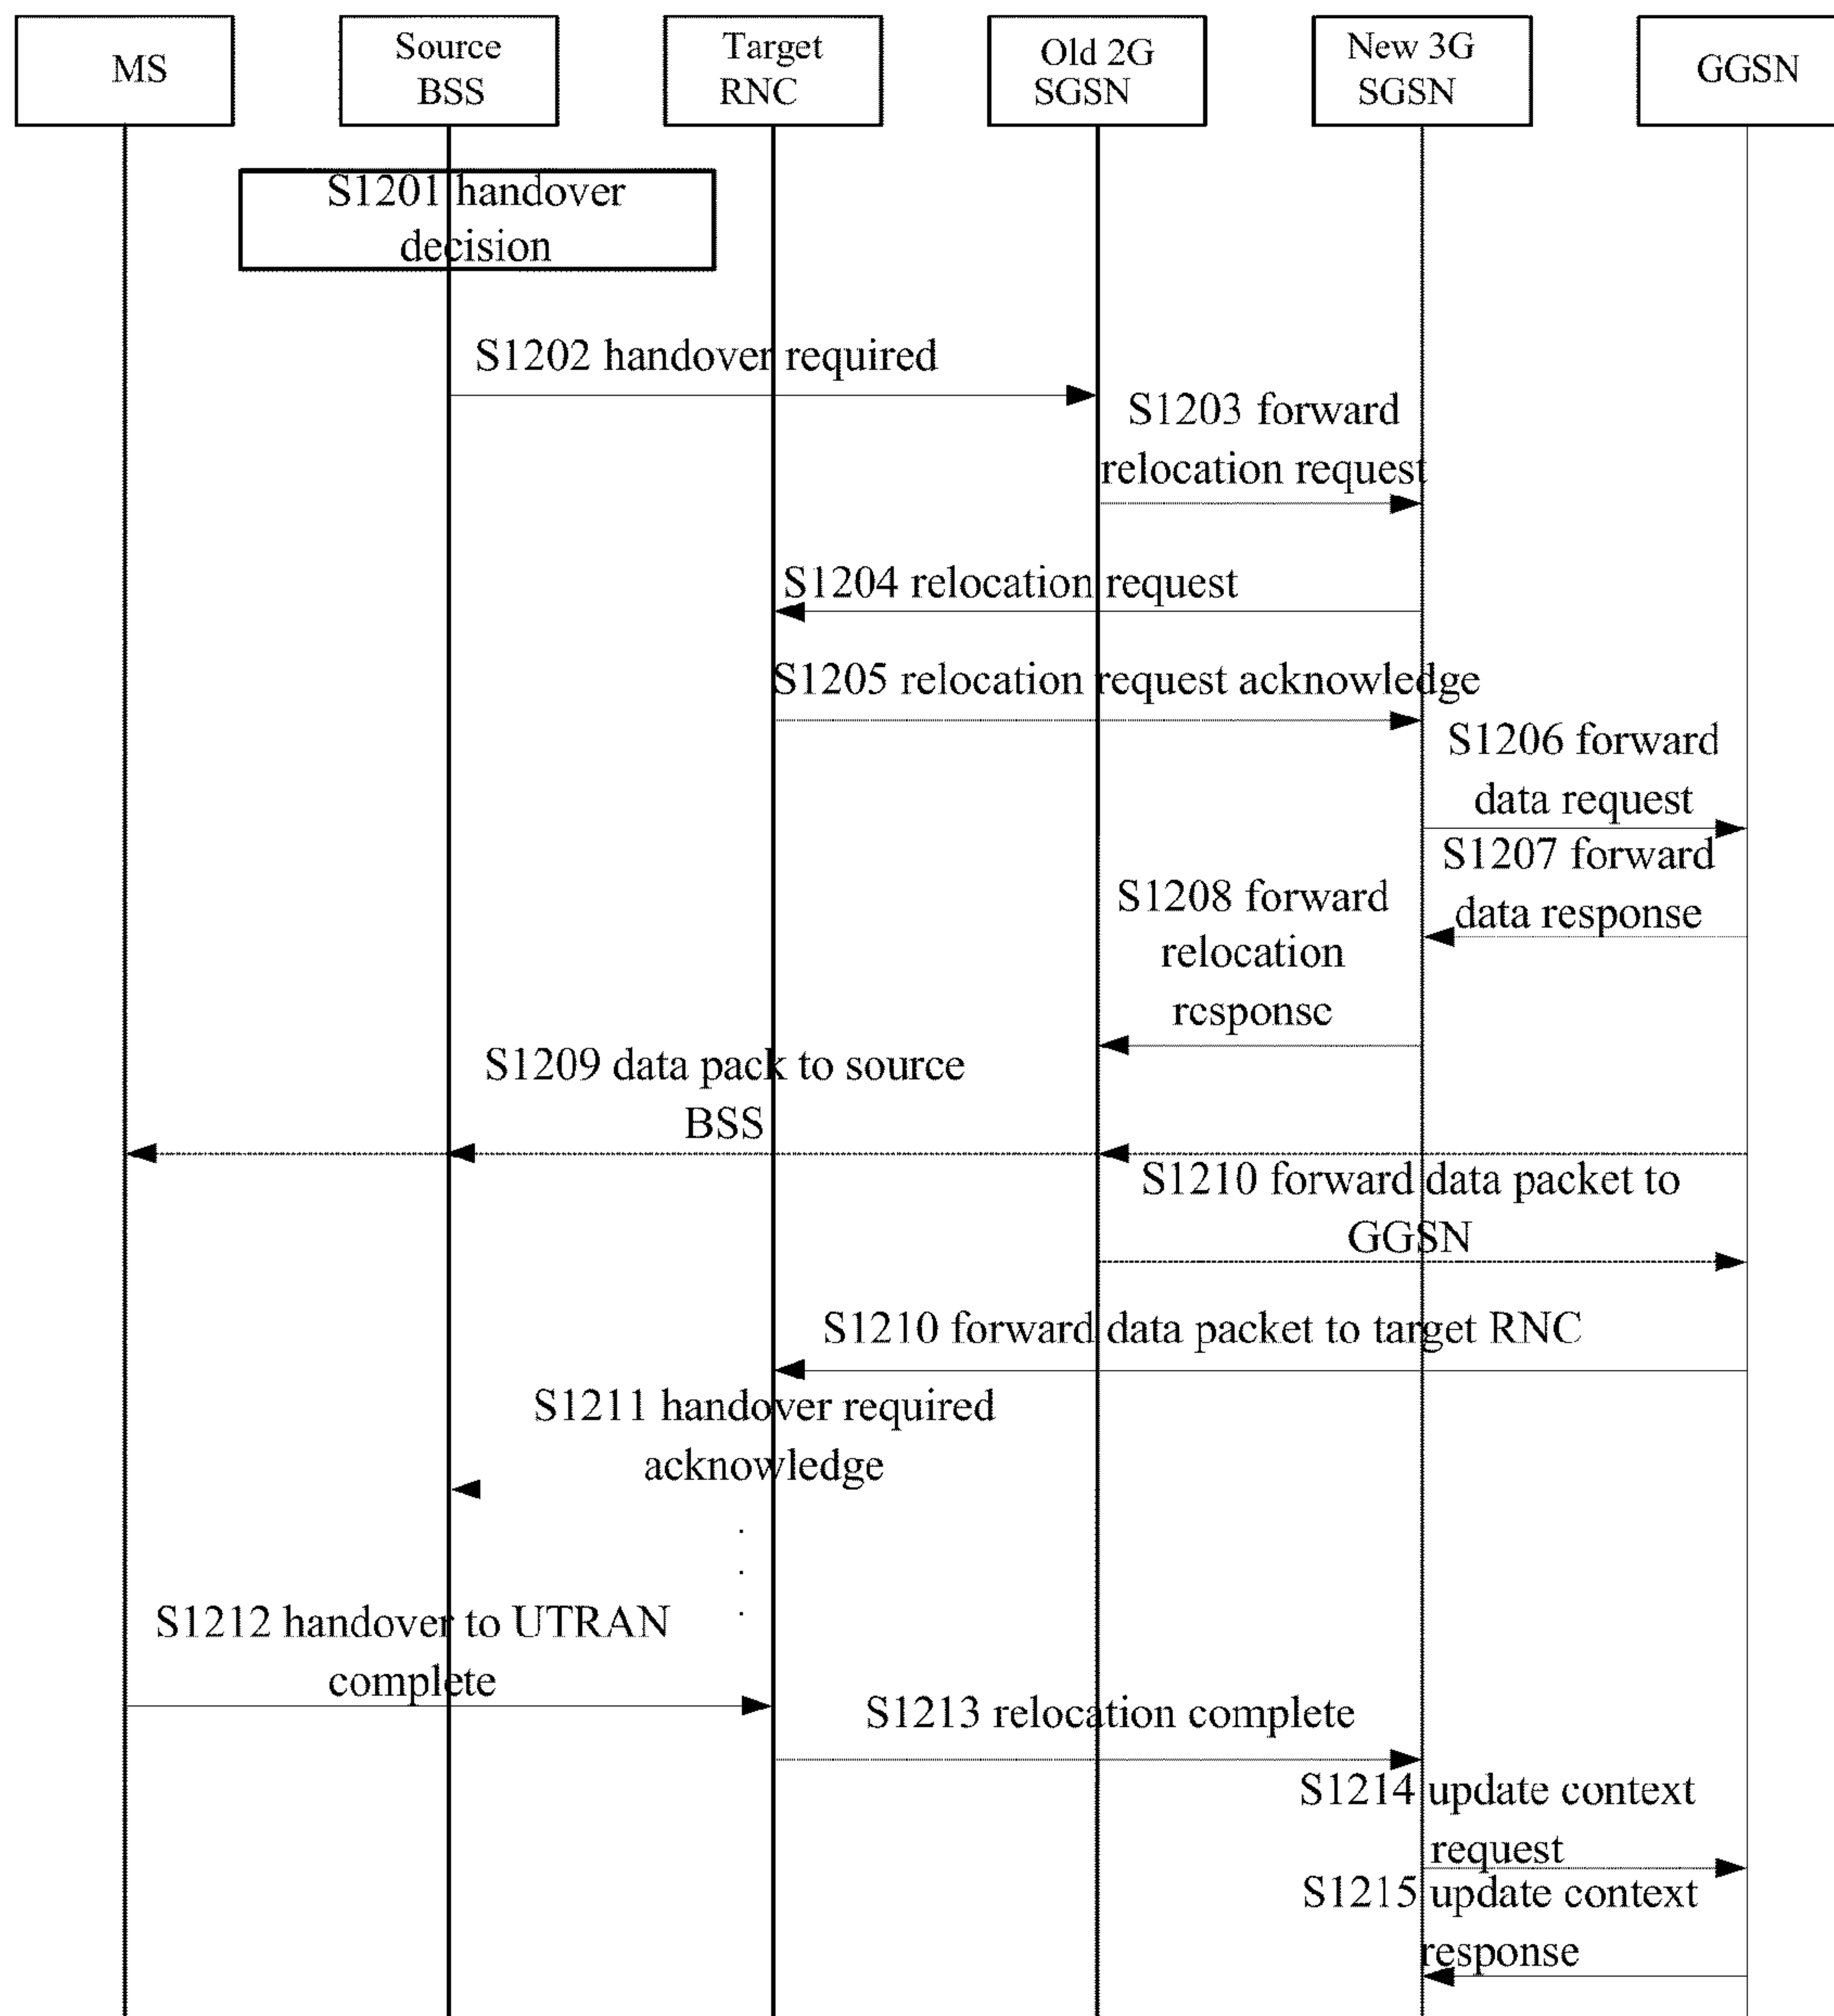 MS
Source
BSS
Target
RNC
Old 2G
SGSN
New 3G
SGSN
GGSN
S1201 handover
decision
S1202 handover required
S1203 forward
relocation request
S1204 relocation request
S1205 relocation request acknowledge
S1206 forward
data request
S1207 forward
data response
S1208 forward
relocation
response
S1209 data pack to source
BSS
S1210 forward data packet to
GGSN
S1210 forward data packet to target RNC
S1211 handover required
acknowledge
S1212 handover to UTRAN
complete
S1213 relocation complete
S1214 update context
request
S1215 update context
response